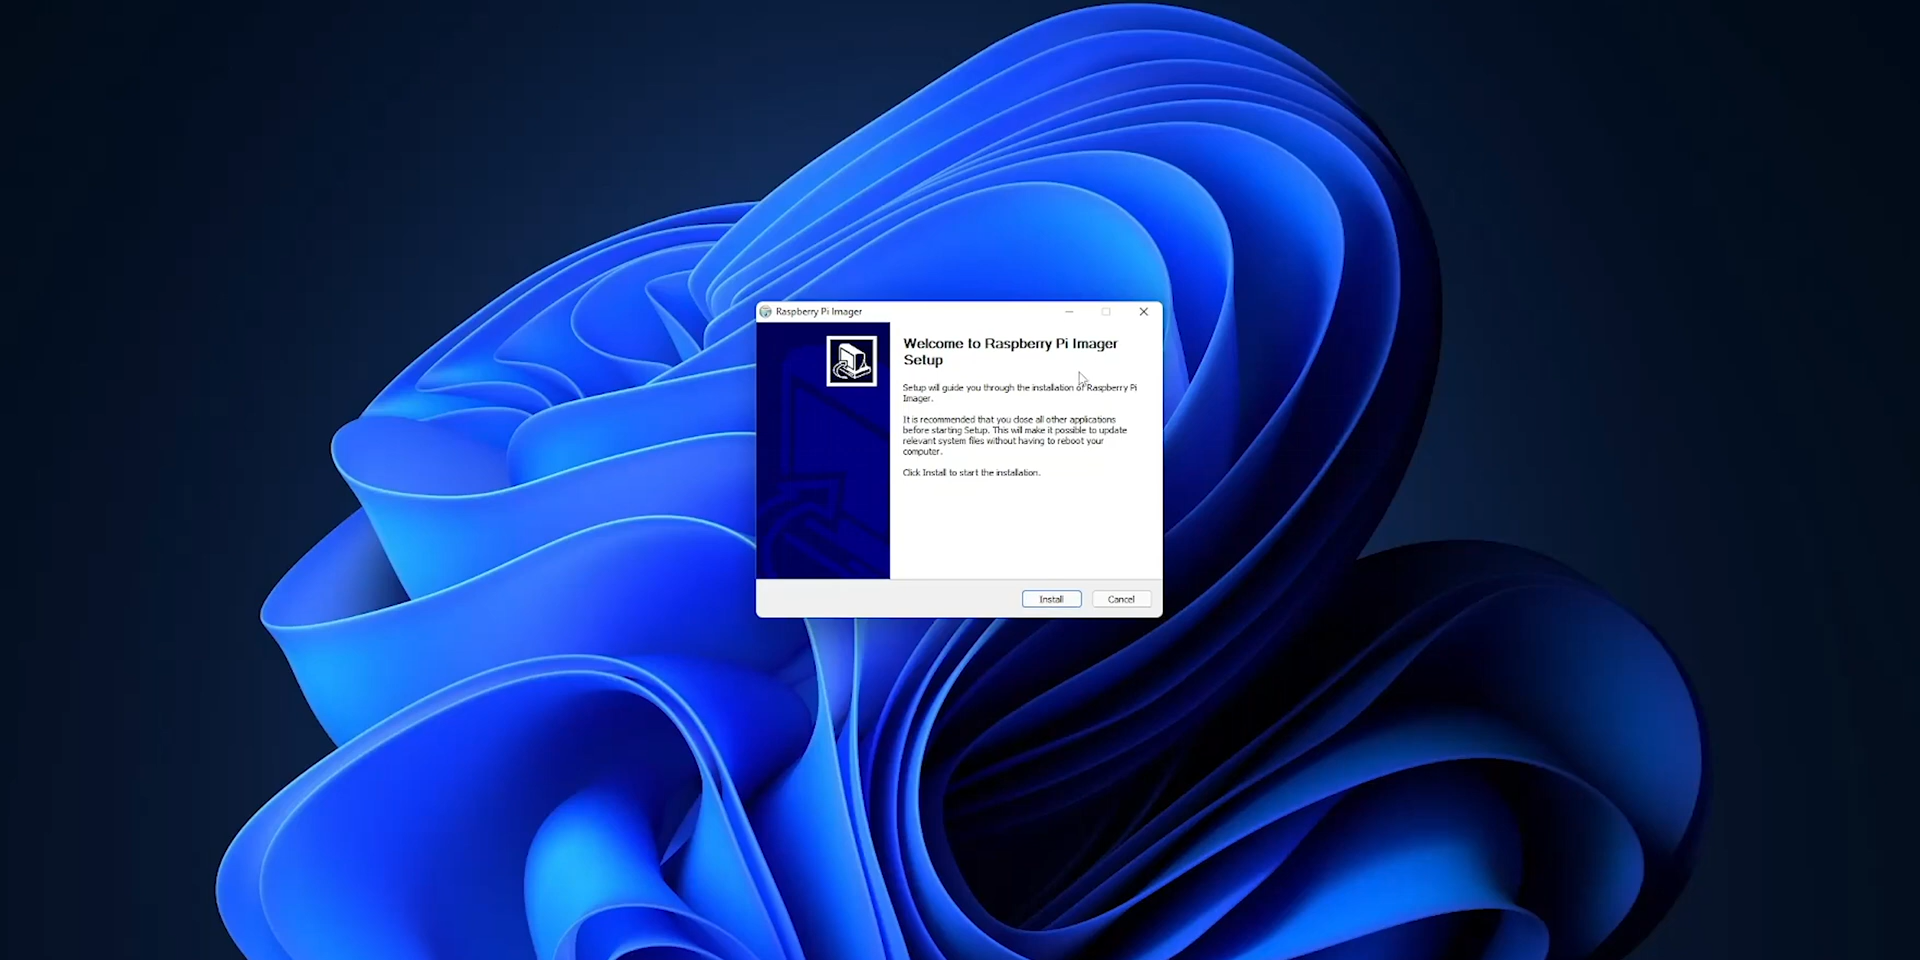 Raspberry Pi Imager
Welcome to Raspberry Pi Imager
Setup
Setup will guide you through the installation of Raspberry Pi
Imager.
It is recommended that you close all other applications
before starting Setup. This will make it possible to update
relevant system files without having to reboot your
computer.
Click Install to start the installation.
Install
Cancel